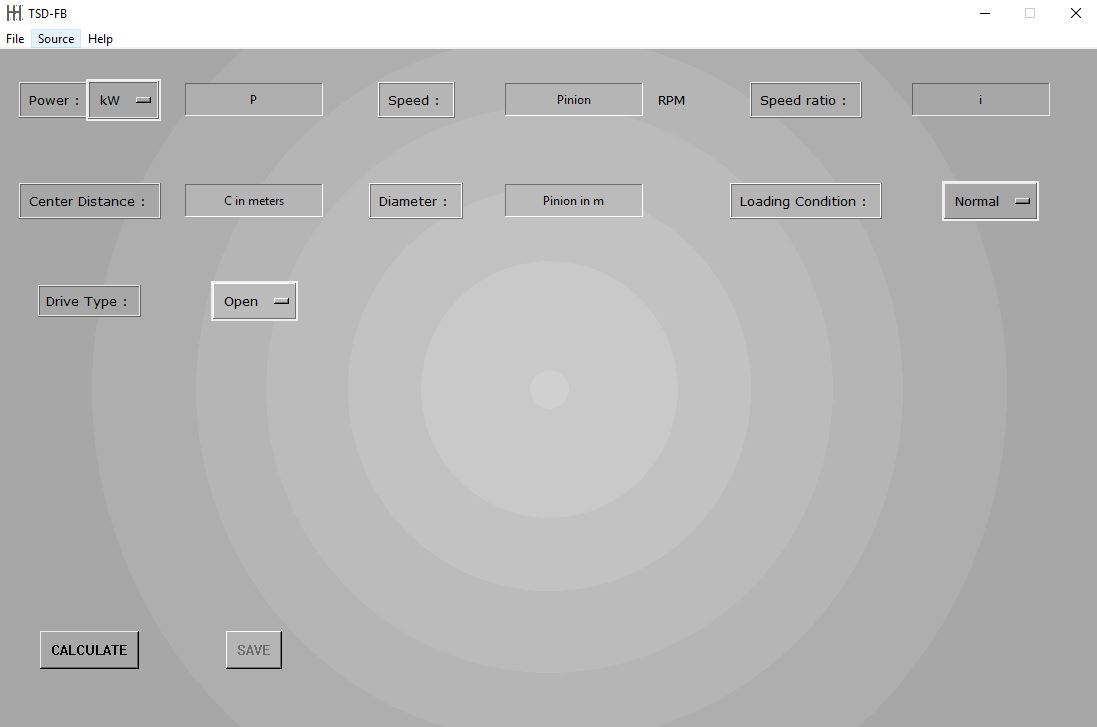 TSD-FB
File Source Help
Power : kW P Speed : Pinion RPM Speed ratio : i
Center Distance : C in meters Diameter : Pinion in m Loading Condition : Normal
Drive Type : Open
CALCULATE SAVE